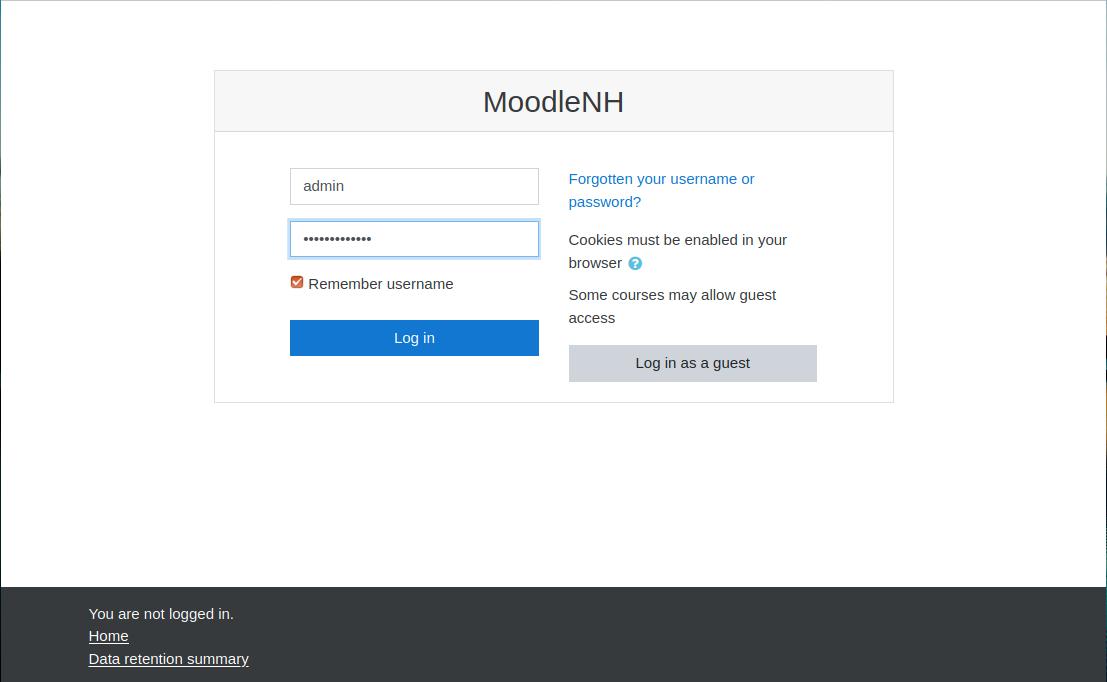 MoodleNH
admin
•••••••••••••
Remember username
Log in
Forgotten your username or
password?
Cookies must be enabled in your
browser ?
Some courses may allow guest
access
Log in as a guest
You are not logged in.
Home
Data retention summary